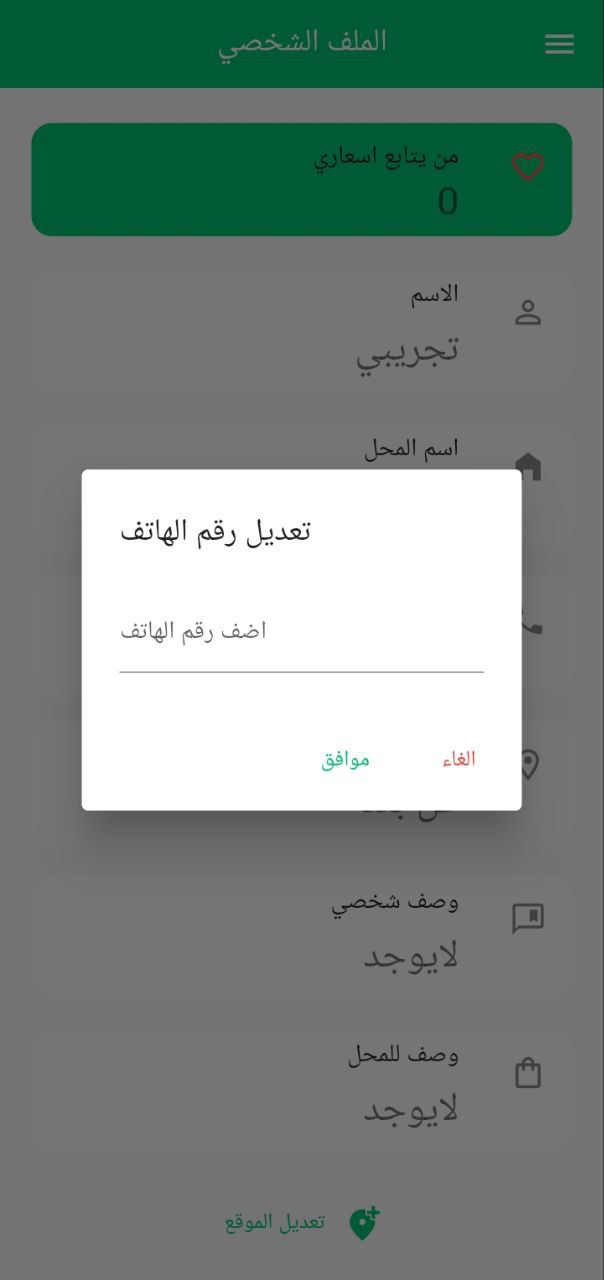 الملف الشخصي
من يتابع اسعاري
0
الاسم
تجريبي
اسم المحل
تعديل رقم الهاتف
اضف رقم الهاتف
الغاء
موافق
وصف شخصي
لايوجد
وصف للمحل
لايوجد
تعديل الموقع